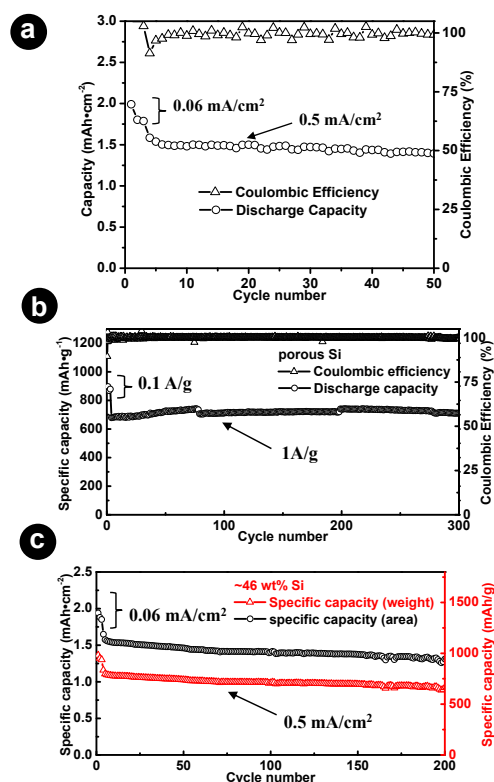 a
3.0
2.5
2.0
1.5
1.0
0.5
0.0
Capacity (mAh•cm-2)
0.06 mA/cm2
0.5 mA/cm2
Coulombic Efficiency
Discharge Capacity
100
75
50
25
0
Coulombic Efficiency (%)
0 10 20 30 40 50
Cycle number
b
1200
1000
800
600
400
200
0
Specific capacity (mAh•g-1)
porous Si
Coulombic efficiency
Discharge capacity
0.1 A/g
1A/g
100
75
50
25
0
Coulombic Efficiency (%)
0 100 200 300
Cycle number
c
2.5
2.0
1.5
1.0
0.5
0.0
Specific capacity (mAh•cm-2)
~46 wt% Si
Specific capacity (weight)
specific capacity (area)
0.06 mA/cm2
0.5 mA/cm2
1500
1000
500
0
Specific capacity (mAh/g)
0 50 100 150 200
Cycle number